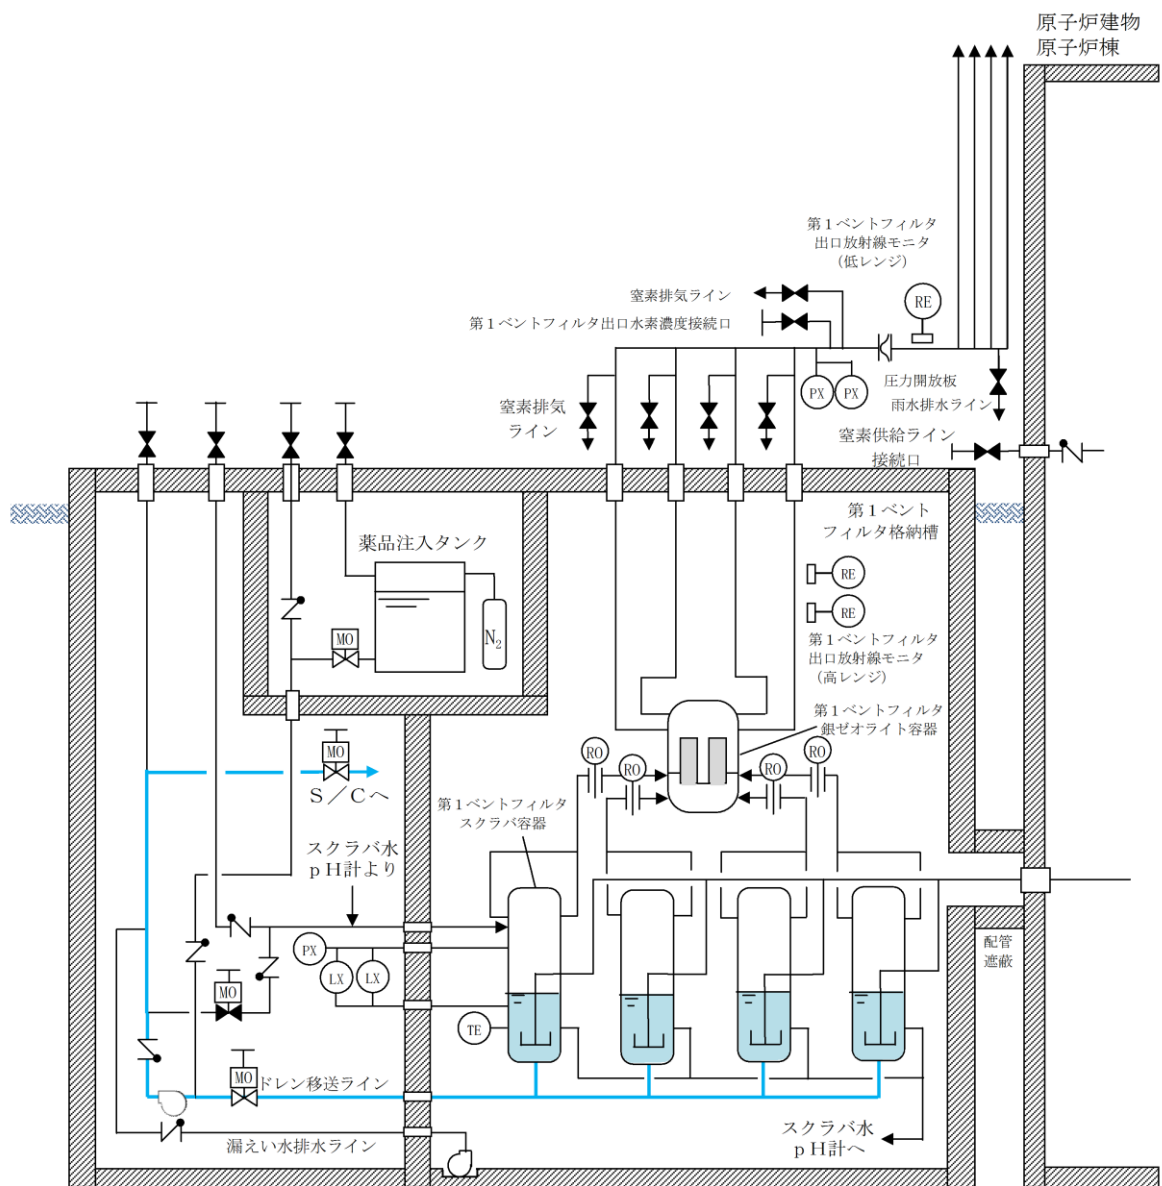 原子炉建物
原子炉棟
第1ベントフィルタ
出口放射線モニタ
(低レンジ)
窒素排気ライン
RE
第1ベントフィルタ出口水素濃度接続口
圧力開放板
PX
PX
雨水排水ライン
窒素排気
ライン
窒素供給ライン
接続口
第1ベント
フィルタ格納槽
薬品注入タンク
RE
RE
MO
N2
第1ベントフィルタ
出口放射線モニタ
(高レンジ)
第1ベントフィルタ
銀ゼオライト容器
MO
RO
RO
RO
RO
S/Cへ
第1ベントフィルタ
スクラバ容器
スクラバ水
pH計より
PX
LX
LX
配管
遮蔽
MO
TE
MO
ドレン移送ライン
漏えい水排水ライン
スクラバ水
pH計へ